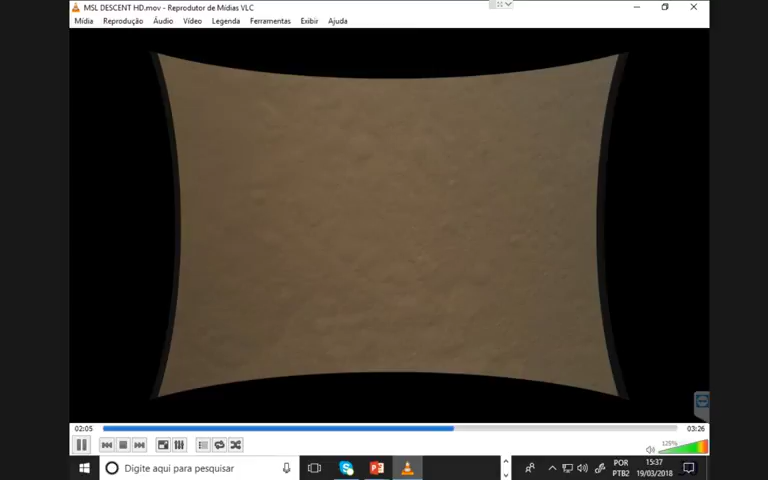 MSL DESCENT HD.mov - Reprodutor de Mídias VLC
Mídia Reprodução Áudio Vídeo Legenda Ferramentas Exibir Ajuda
02:05 03:26
125%
Digite aqui para pesquisar
POR 15:37
PTB2 19/03/2018